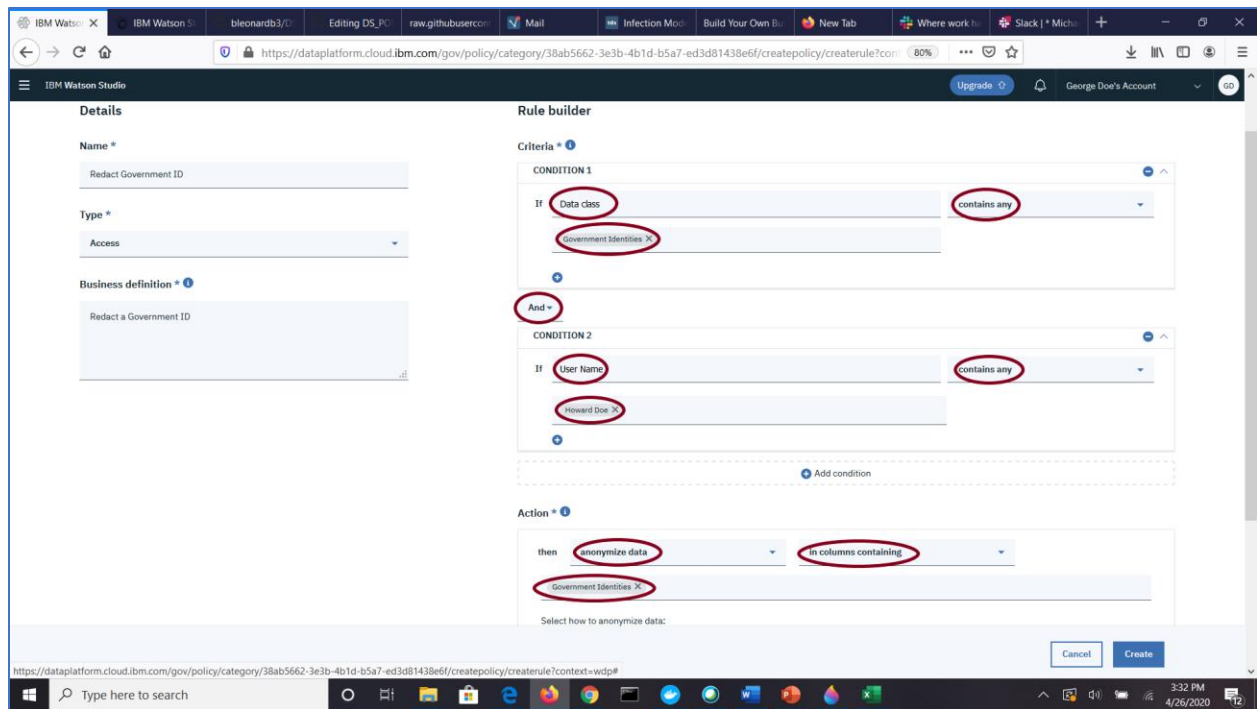 IBM Watso
IBM Watson St
bleonardb3/D
Editing DS_PO
raw.githubusercon
Mail
Infection Mod
Build Your Own Bu
New Tab
Where work h
Slack | * Micha
https://dataplatform.cloud.ibm.com/gov/policy/category/38ab5662-3e3b-4b1d-b5a7-ed3d81438e6f/createpolicy/createrule?con
80%
IBM Watson Studio
Upgrade
George Doe's Account
GD
Details
Rule builder
Name *
Criteria *
Redact Government ID
CONDITION 1
If Data class contains any
Type *
Access
Government Identities ×
Business definition *
And
Redact a Government ID
CONDITION 2
If User Name contains any
Howard Doe ×
Add condition
Action *
then anonymize data in columns containing
Government Identities ×
Select how to anonymize data:
Cancel
Create
https://dataplatform.cloud.ibm.com/gov/policy/category/38ab5662-3e3b-4b1d-b5a7-ed3d81438e6f/createpolicy/createrule?context=wdp#
Type here to search
3:32 PM
4/26/2020
12